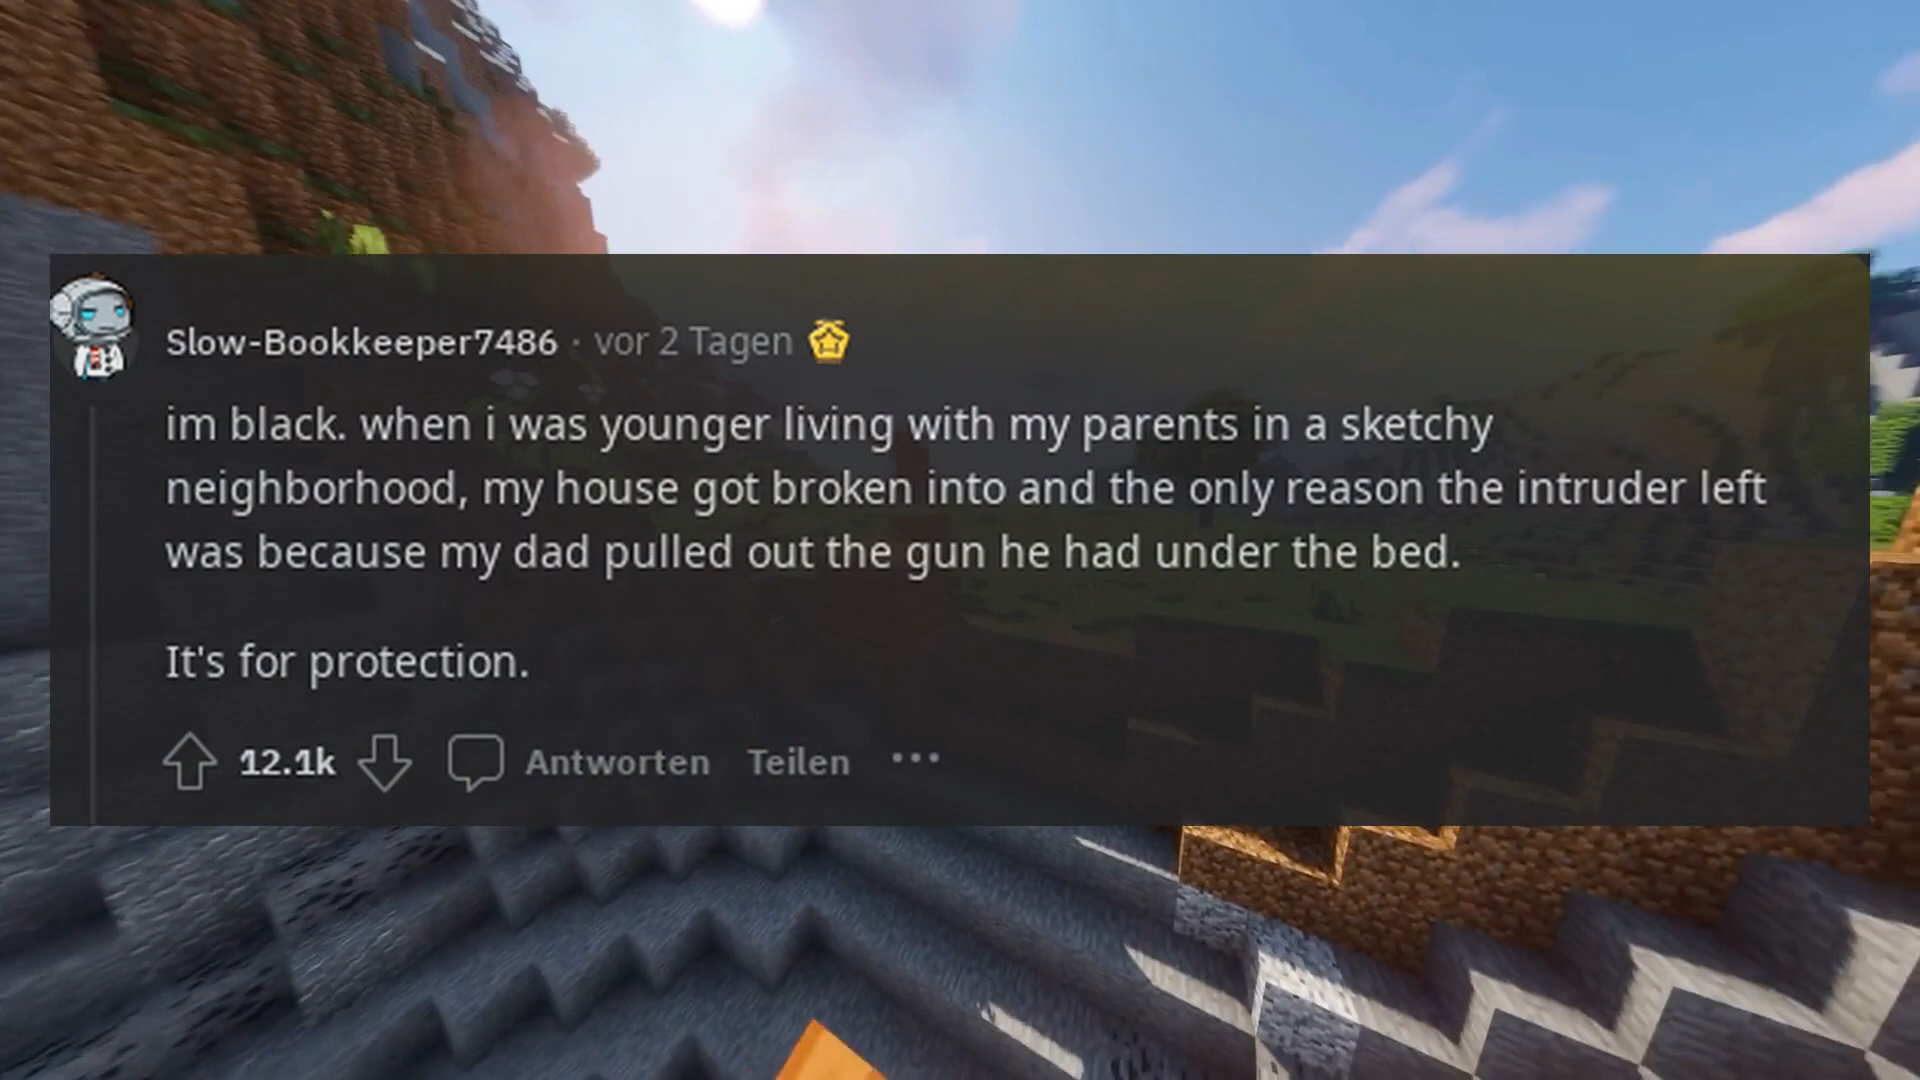 Slow-Bookkeeper7486 · vor 2 Tagen
im black. when i was younger living with my parents in a sketchy
neighborhood, my house got broken into and the only reason the intruder left
was because my dad pulled out the gun he had under the bed.
It's for protection.
12.1k Antworten Teilen ...